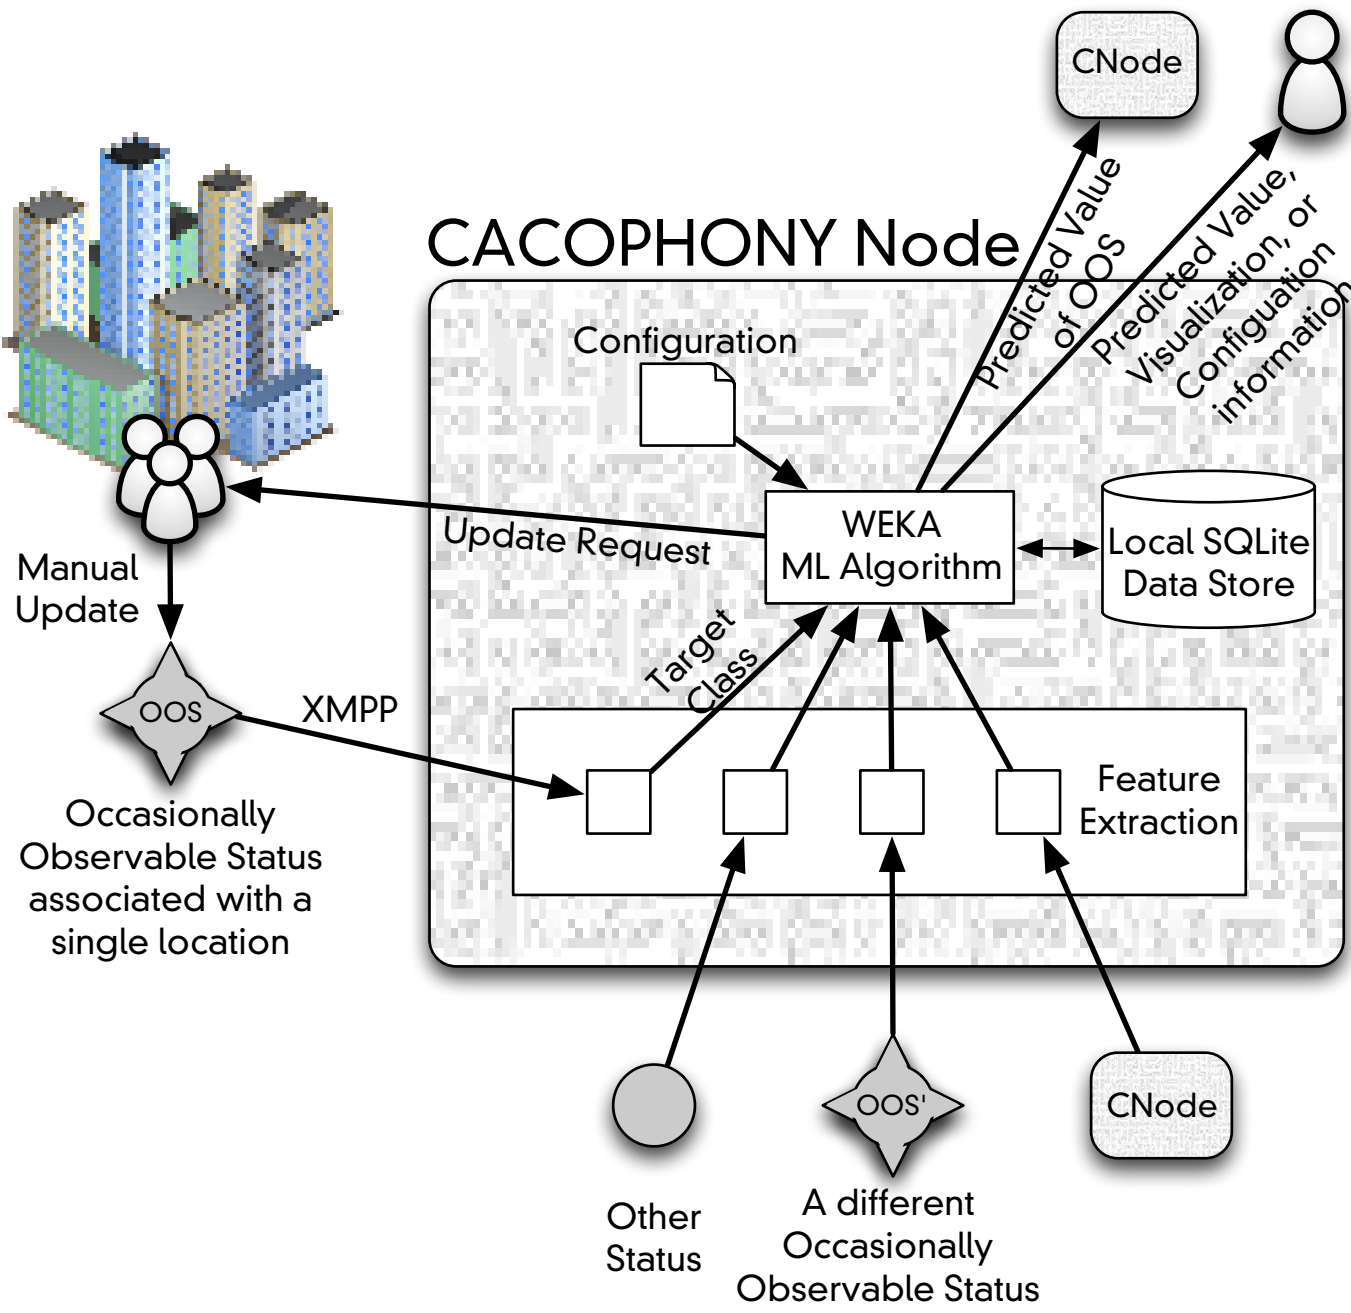 CNode
CACOPHONY Node
Predicted Value
of OOS
Predicted Value,
Visualization, or
Configuation
information
Configuration
WEKA
ML Algorithm
Local SQLite
Data Store
Update Request
Manual
Update
Target
Class
OOS
XMPP
Feature
Extraction
Occasionally
Observable Status
associated with a
single location
OOS'
CNode
Other
Status
A different
Occasionally
Observable Status